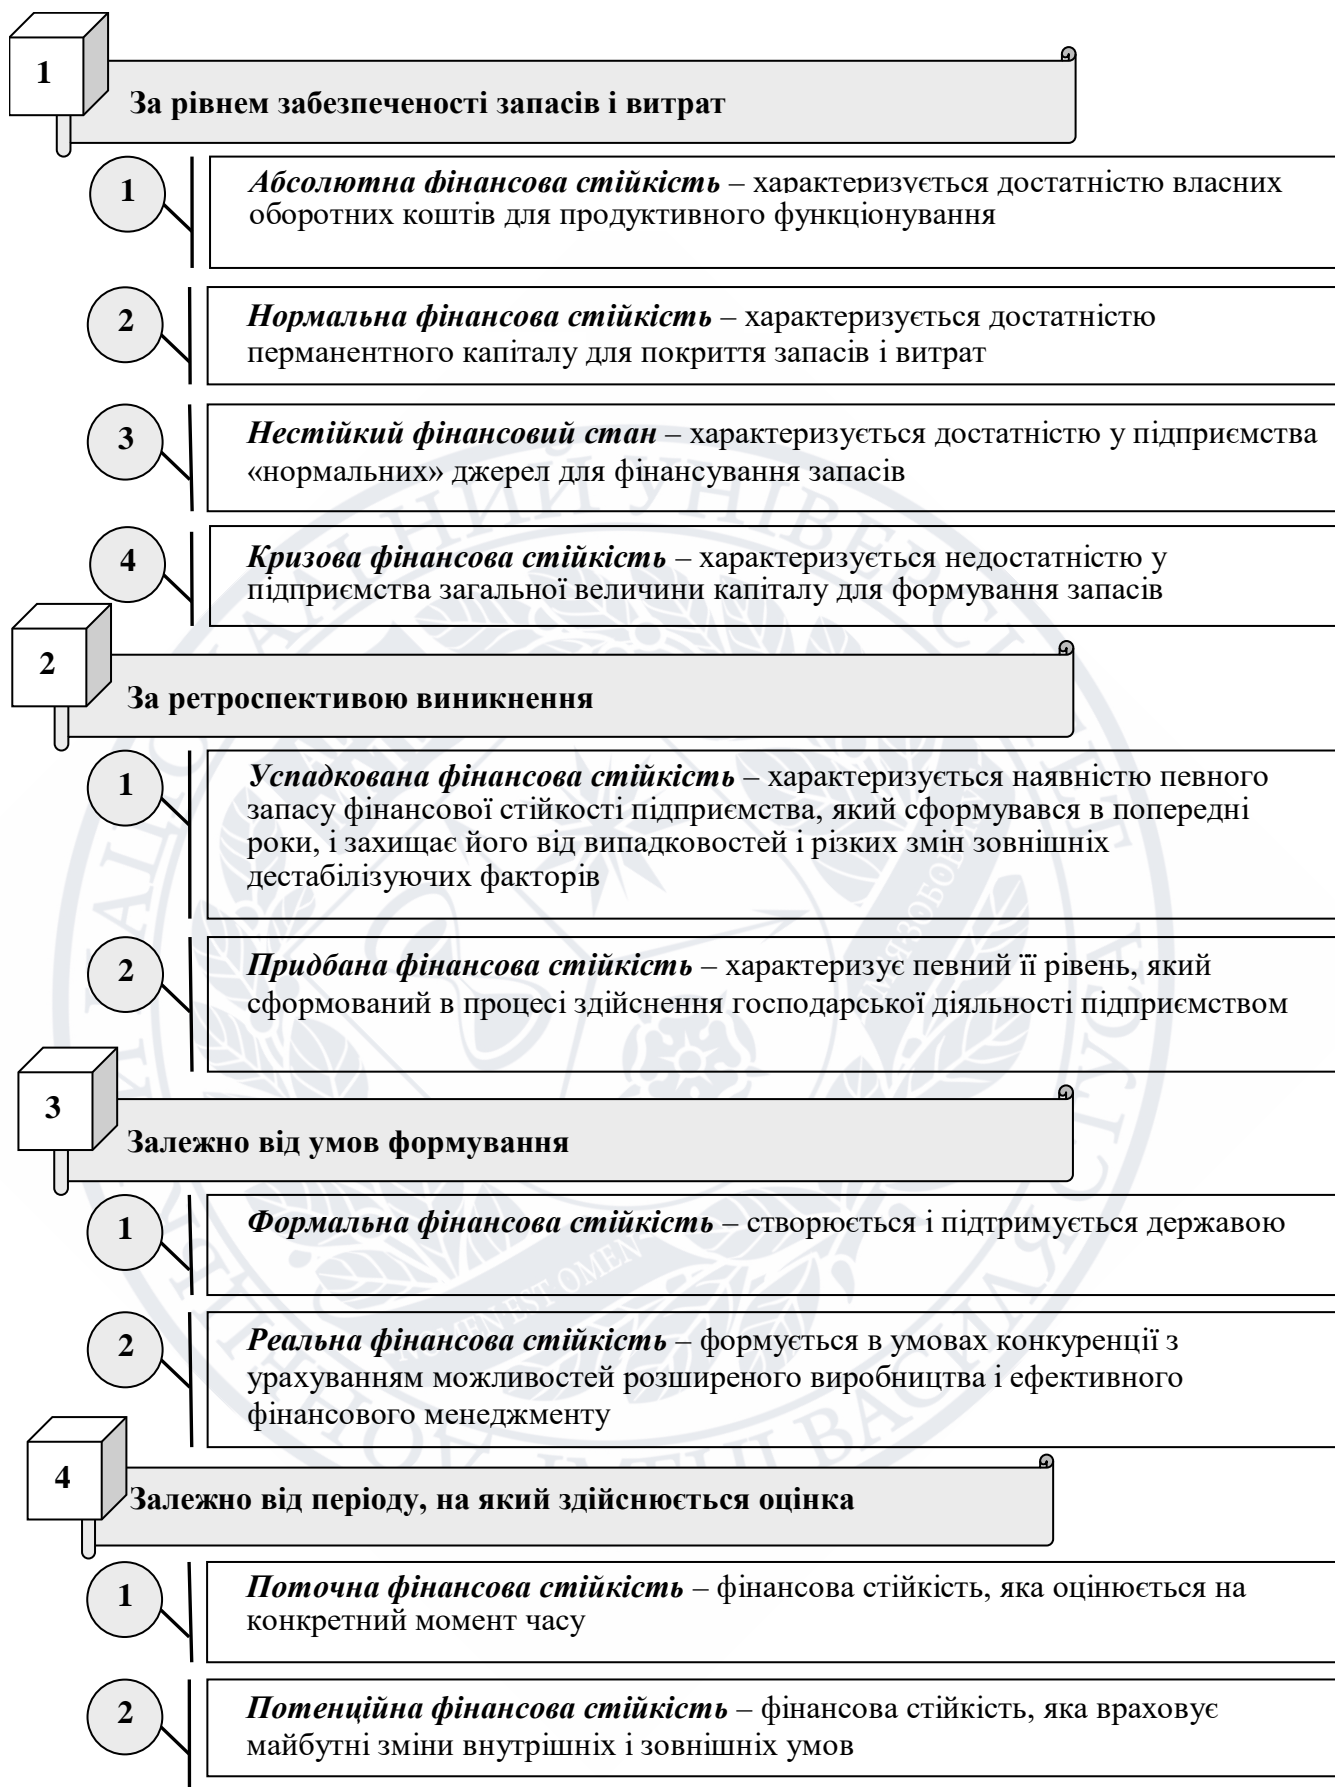 1
За рівнем забезпеченості запасів і витрат
1
Абсолютна фінансова стійкість – характеризується достатністю власних
оборотних коштів для продуктивного функціонування
2
Нормальна фінансова стійкість – характеризується достатністю
перманентного капіталу для покриття запасів і витрат
3
Нестійкий фінансовий стан – характеризується достатністю у підприємства
«нормальних» джерел для фінансування запасів
4
Кризова фінансова стійкість – характеризується недостатністю у
підприємства загальної величини капіталу для формування запасів
2
За ретроспективою виникнення
1
Успадкована фінансова стійкість – характеризується наявністю певного
запасу фінансової стійкості підприємства, який сформувався в попередні
роки, і захищає його від випадковостей і різких змін зовнішніх
дестабілізуючих факторів
2
Придбана фінансова стійкість – характеризує певний її рівень, який
сформований в процесі здійснення господарської діяльності підприємством
3
Залежно від умов формування
1
Формальна фінансова стійкість – створюється і підтримується державою
2
Реальна фінансова стійкість – формується в умовах конкуренції з
урахуванням можливостей розширеного виробництва і ефективного
фінансового менеджменту
4
Залежно від періоду, на який здійснюється оцінка
1
Поточна фінансова стійкість – фінансова стійкість, яка оцінюється на
конкретний момент часу
2
Потенційна фінансова стійкість – фінансова стійкість, яка враховує
майбутні зміни внутрішніх і зовнішніх умов